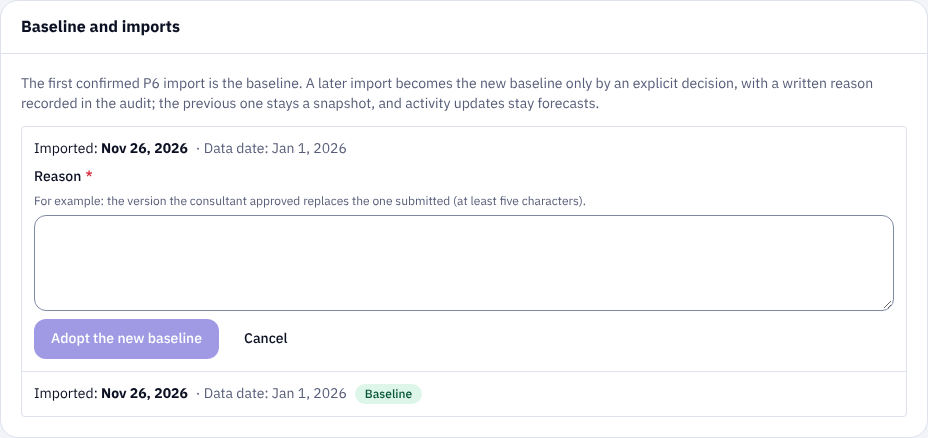 Baseline and imports
The first confirmed P6 import is the baseline. A later import becomes the new baseline only by an explicit decision, with a written reason
recorded in the audit; the previous one stays a snapshot, and activity updates stay forecasts.
Imported: Nov 26, 2026 · Data date: Jan 1, 2026
Reason *
For example: the version the consultant approved replaces the one submitted (at least five characters).
Adopt the new baseline Cancel
Imported: Nov 26, 2026 · Data date: Jan 1, 2026 Baseline